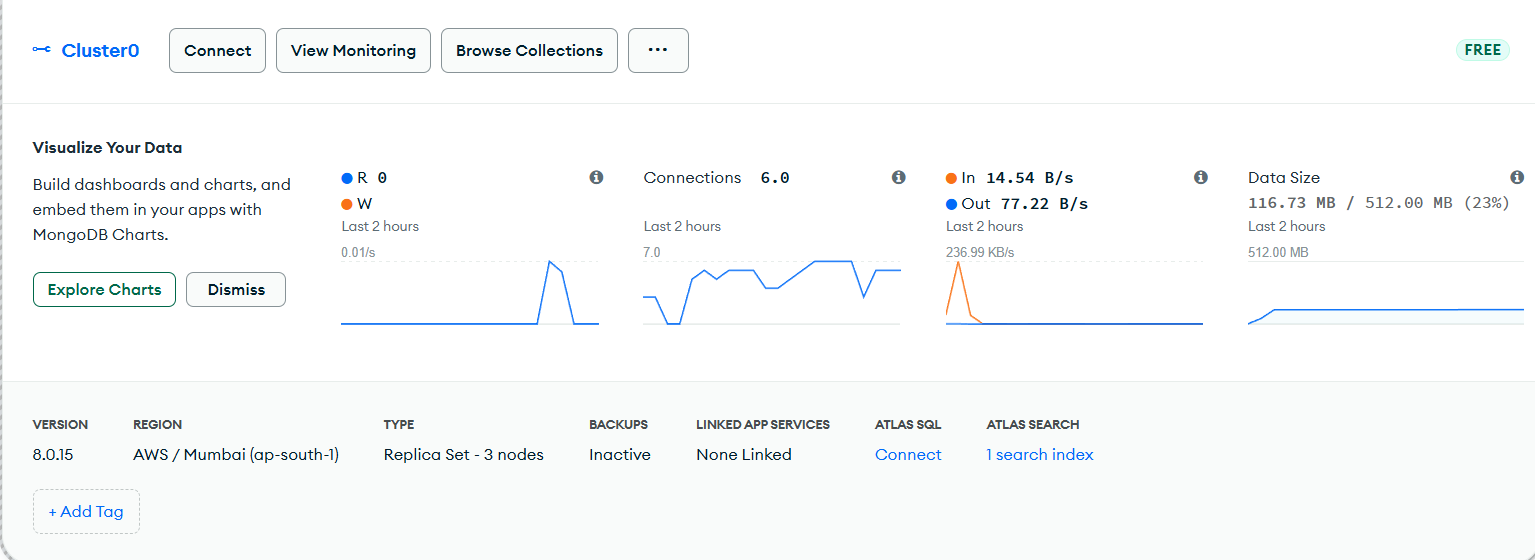 Cluster0 Connect View Monitoring Browse Collections ... FREE
Visualize Your Data
Build dashboards and charts, and
embed them in your apps with
MongoDB Charts.
Explore Charts Dismiss
R 0
W
Last 2 hours
0.01/s
Connections 6.0
Last 2 hours
7.0
In 14.54 B/s
Out 77.22 B/s
Last 2 hours
236.99 KB/s
Data Size
116.73 MB / 512.00 MB (23%)
Last 2 hours
512.00 MB
VERSION REGION TYPE BACKUPS LINKED APP SERVICES ATLAS SQL ATLAS SEARCH
8.0.15 AWS / Mumbai (ap-south-1) Replica Set - 3 nodes Inactive None Linked Connect 1 search index
+ Add Tag